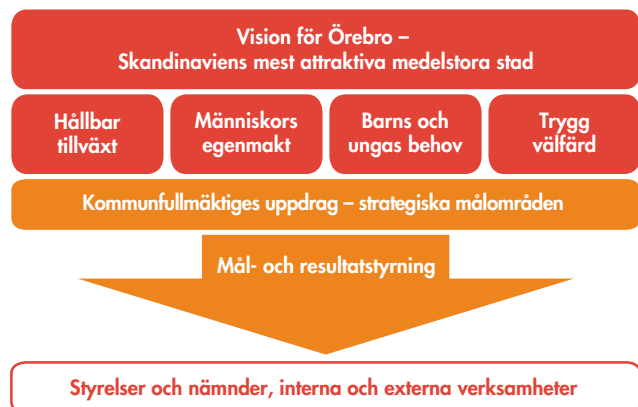 Vision för Örebro –
Skandinaviens mest attraktiva medelstora stad
Hållbar
tillväxt
Människors
egenmakt
Barns och
ungas behov
Trygg
välfärd
Kommunfullmäktiges uppdrag – strategiska målområden
Mål- och resultatstyrning
Styrelser och nämnder, interna och externa verksamheter